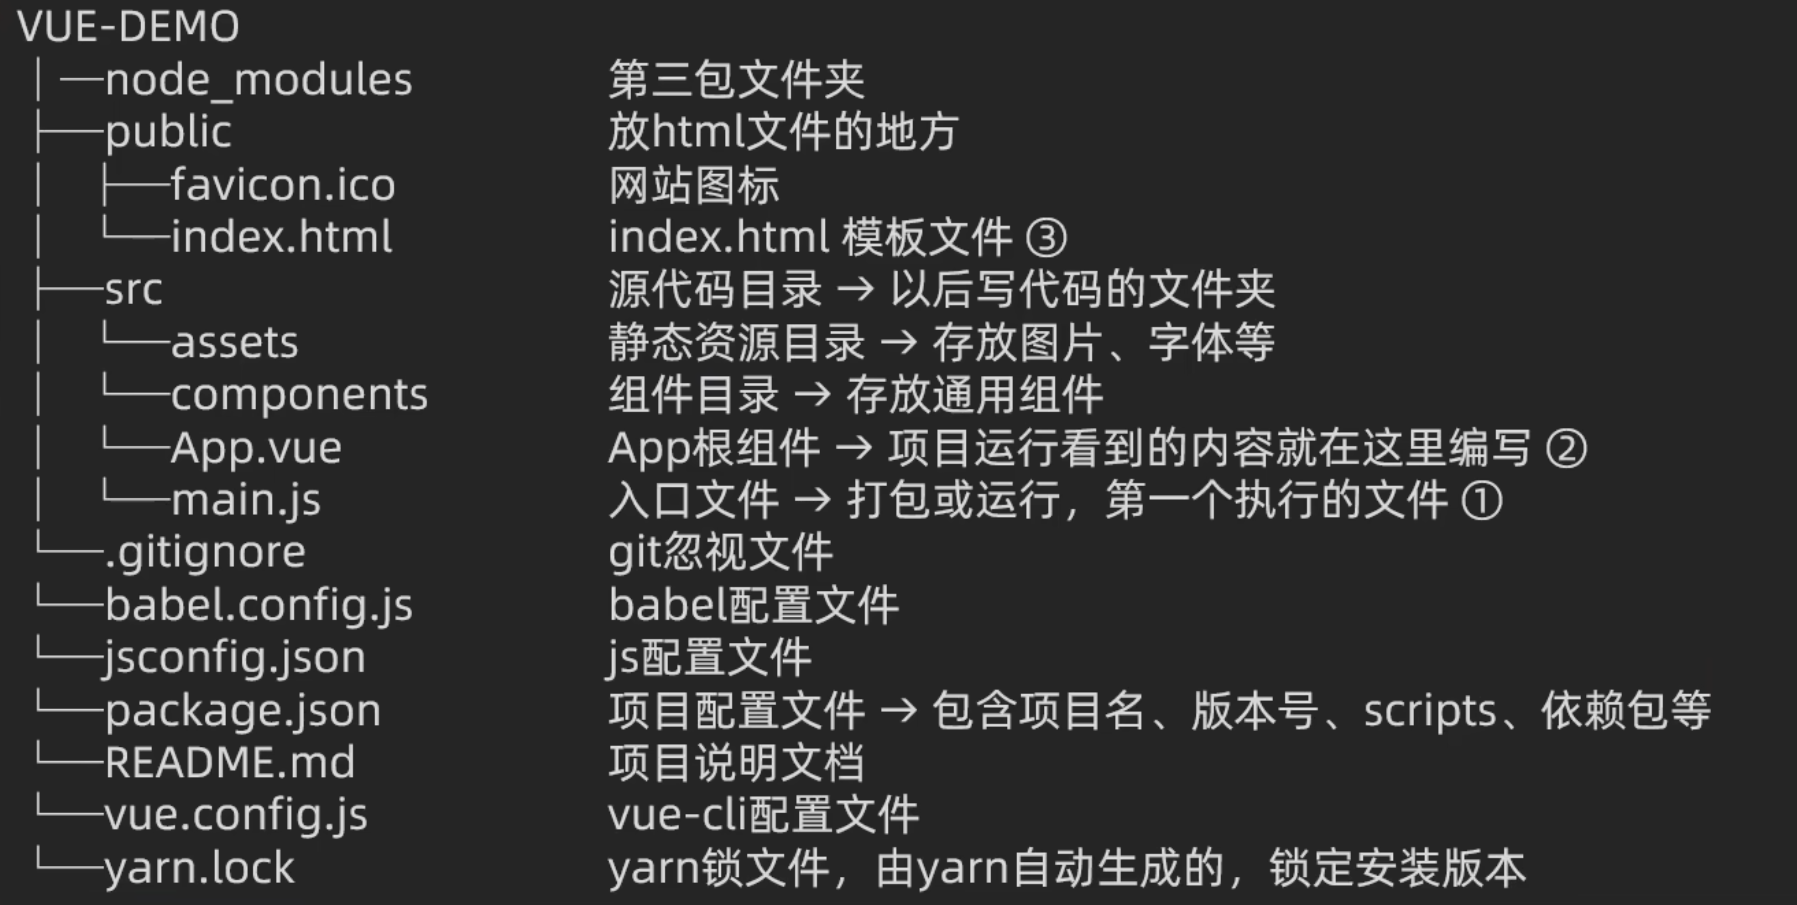 VUE-DEMO
│─node_modules 第三包文件夹
├──public 放html文件的地方
│ ├──favicon.ico 网站图标
│ └──index.html index.html 模板文件 ③
├──src 源代码目录 → 以后写代码的文件夹
│ └──assets 静态资源目录 → 存放图片、字体等
│ └──components 组件目录 → 存放通用组件
│ └──App.vue App根组件 → 项目运行看到的内容就在这里编写 ②
│ └──main.js 入口文件 → 打包或运行，第一个执行的文件 ①
└──.gitignore git忽视文件
└──babel.config.js babel配置文件
└──jsconfig.json js配置文件
└──package.json 项目配置文件 → 包含项目名、版本号、scripts、依赖包等
└──README.md 项目说明文档
└──vue.config.js vue-cli配置文件
└──yarn.lock yarn锁文件，由yarn自动生成的，锁定安装版本